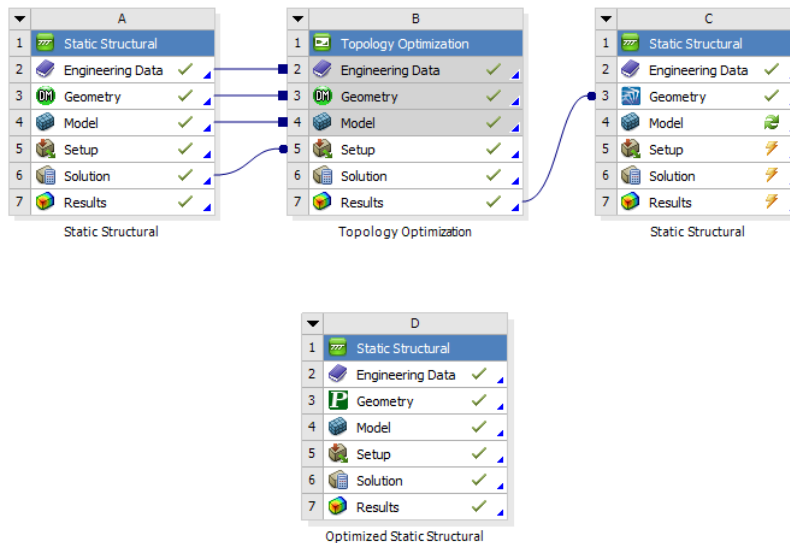 A
1 Static Structural
2 Engineering Data
3 DM Geometry
4 Model
5 Setup
6 Solution
7 Results
Static Structural
B
1 Topology Optimization
2 Engineering Data
3 DM Geometry
4 Model
5 Setup
6 Solution
7 Results
Topology Optimization
C
1 Static Structural
2 Engineering Data
3 Geometry
4 Model
5 Setup
6 Solution
7 Results
Static Structural
D
1 Static Structural
2 Engineering Data
3 P Geometry
4 Model
5 Setup
6 Solution
7 Results
Optimized Static Structural